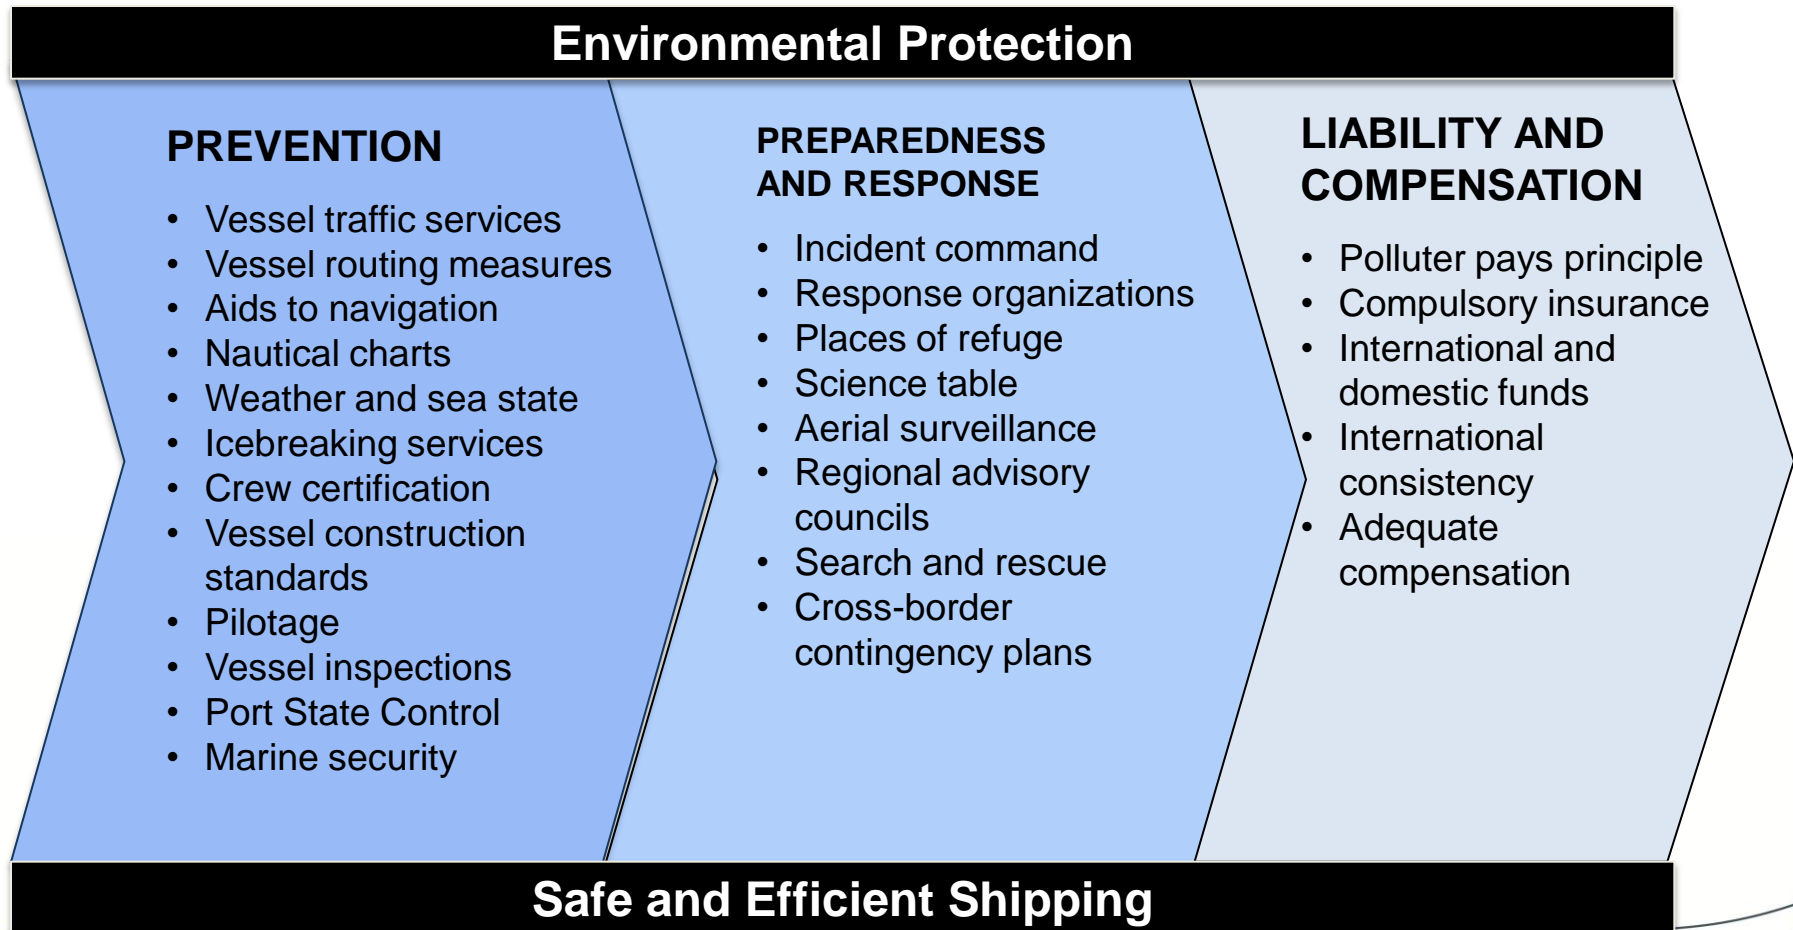 Environmental Protection
PREVENTION
• Vessel traffic services
• Vessel routing measures
• Aids to navigation
• Nautical charts
• Weather and sea state
• Icebreaking services
• Crew certification
• Vessel construction
standards
• Pilotage
• Vessel inspections
• Port State Control
• Marine security
PREPAREDNESS
AND RESPONSE
• Incident command
• Response organizations
• Places of refuge
• Science table
• Aerial surveillance
• Regional advisory
councils
• Search and rescue
• Cross-border
contingency plans
LIABILITY AND
COMPENSATION
• Polluter pays principle
• Compulsory insurance
• International and
domestic funds
• International
consistency
• Adequate
compensation
Safe and Efficient Shipping